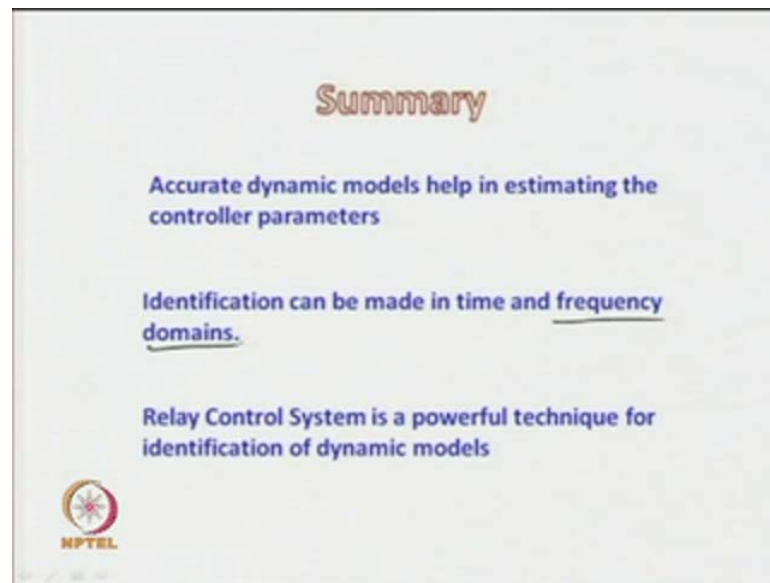 Summary
Accurate dynamic models help in estimating the
controller parameters
Identification can be made in time and frequency
domains.
Relay Control System is a powerful technique for
identification of dynamic models
NPTEL